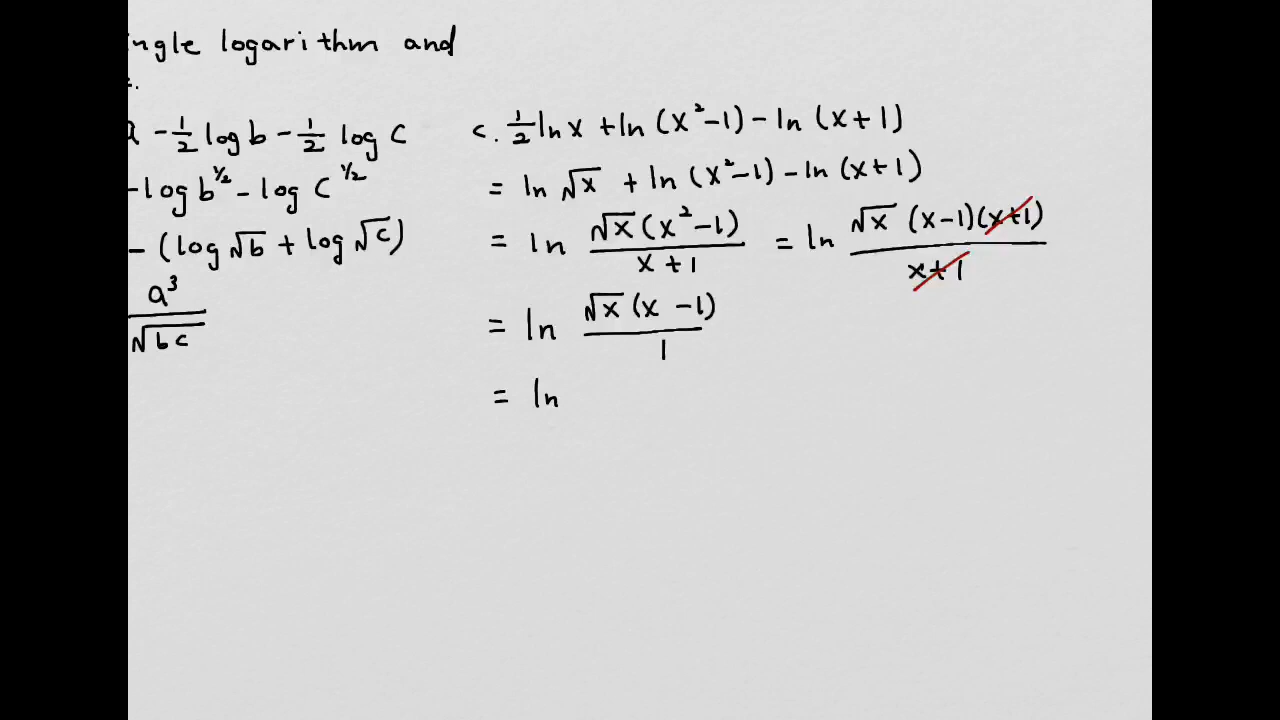 ngle logarithm and
a - 1/2 log b - 1/2 log c
- log b^1/2 - log c^1/2
- (log √b + log √c)
a³/√bc
c. 1/2 ln x + ln (x² - 1) - ln (x + 1)
= ln √x + ln (x² - 1) - ln (x + 1)
= ln √x (x² - 1)/x + 1 = ln √x (x - 1)(x + 1)/x + 1
= ln √x (x - 1)/1
= ln